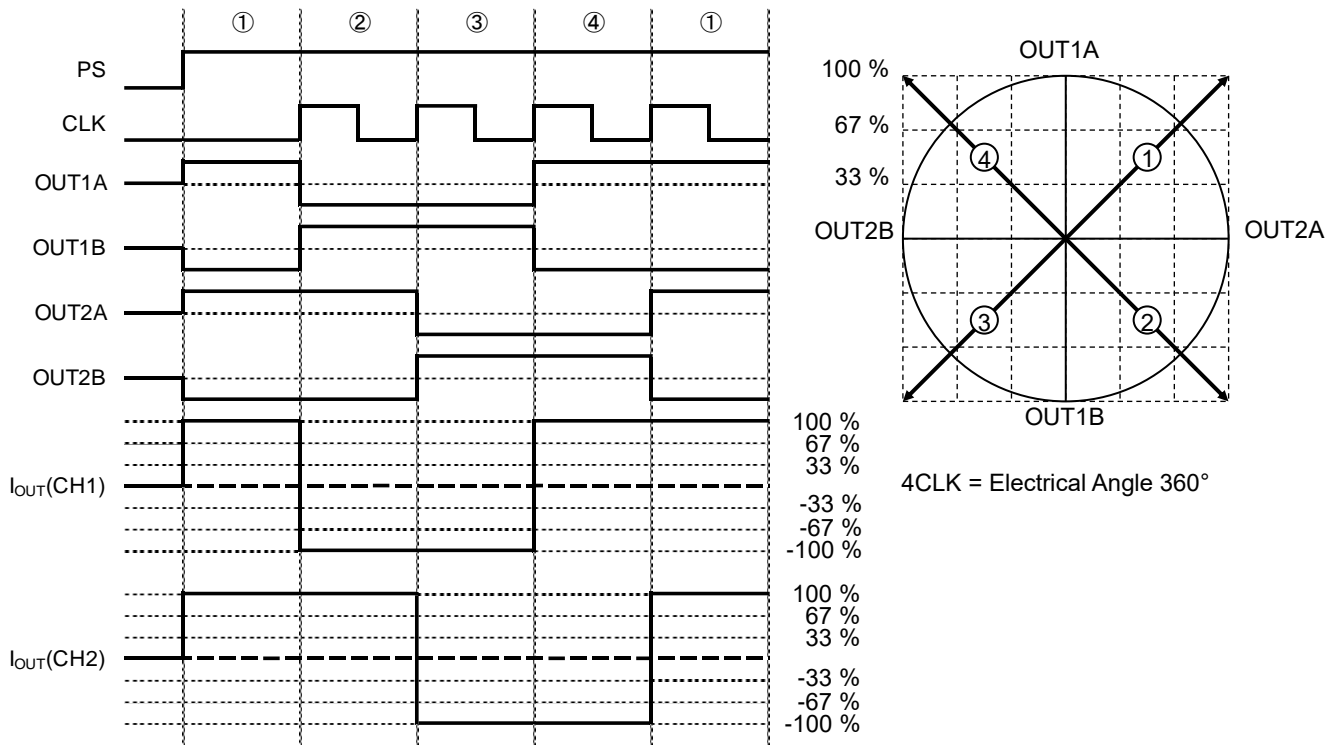 ① ② ③ ④ ①
PS
CLK
OUT1A
OUT1B
OUT2A
OUT2B
I_OUT(CH1)
100 %
67 %
33 %
-33 %
-67 %
-100 %
I_OUT(CH2)
100 %
67 %
33 %
-33 %
-67 %
-100 %
OUT1A
100 %
67 %
33 %
④ ①
OUT2B OUT2A
③ ②
OUT1B
4CLK = Electrical Angle 360°